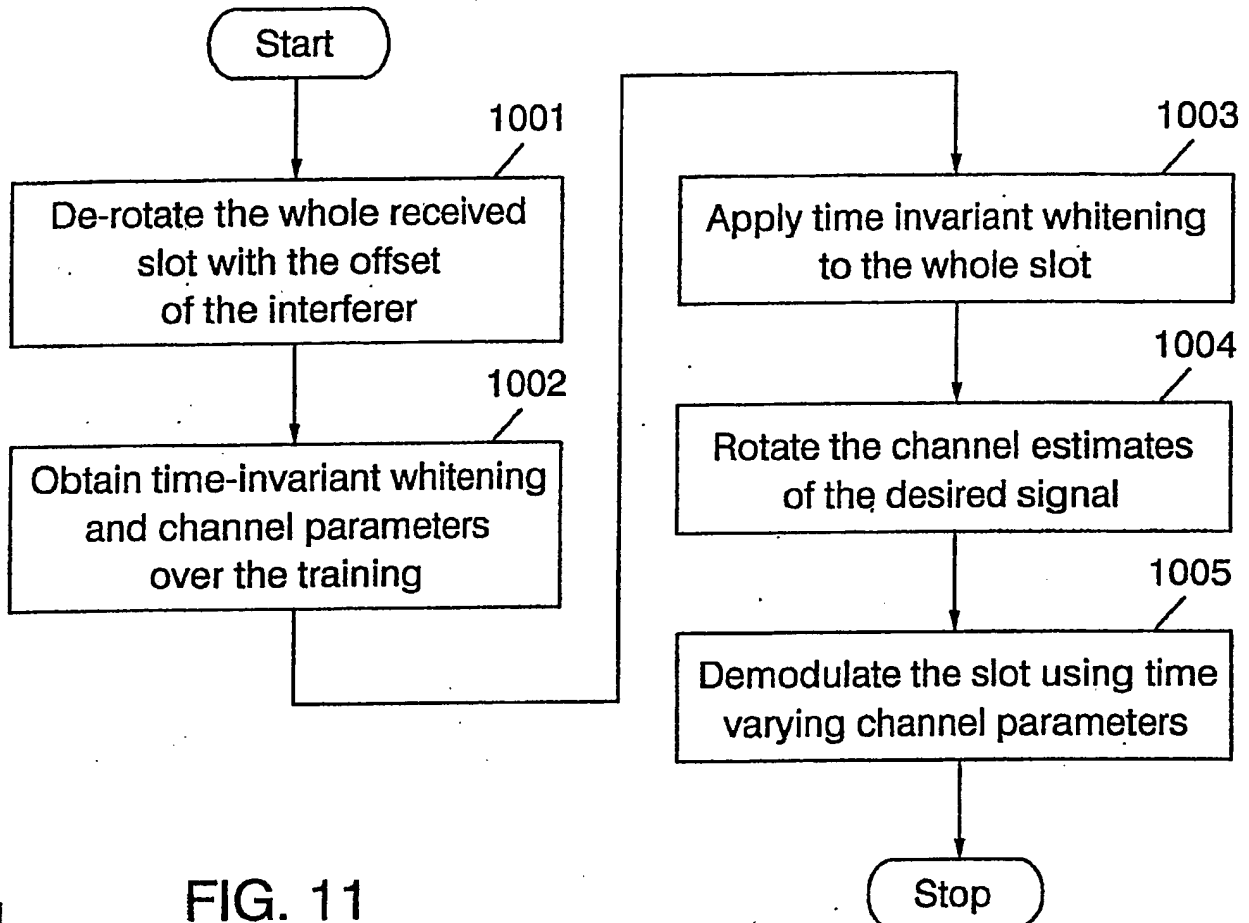 Start
1001
De-rotate the whole received
slot with the offset
of the interferer
1002
Obtain time-invariant whitening
and channel parameters
over the training
1003
Apply time invariant whitening
to the whole slot
1004
Rotate the channel estimates
of the desired signal
1005
Demodulate the slot using time
varying channel parameters
Stop
FIG. 11